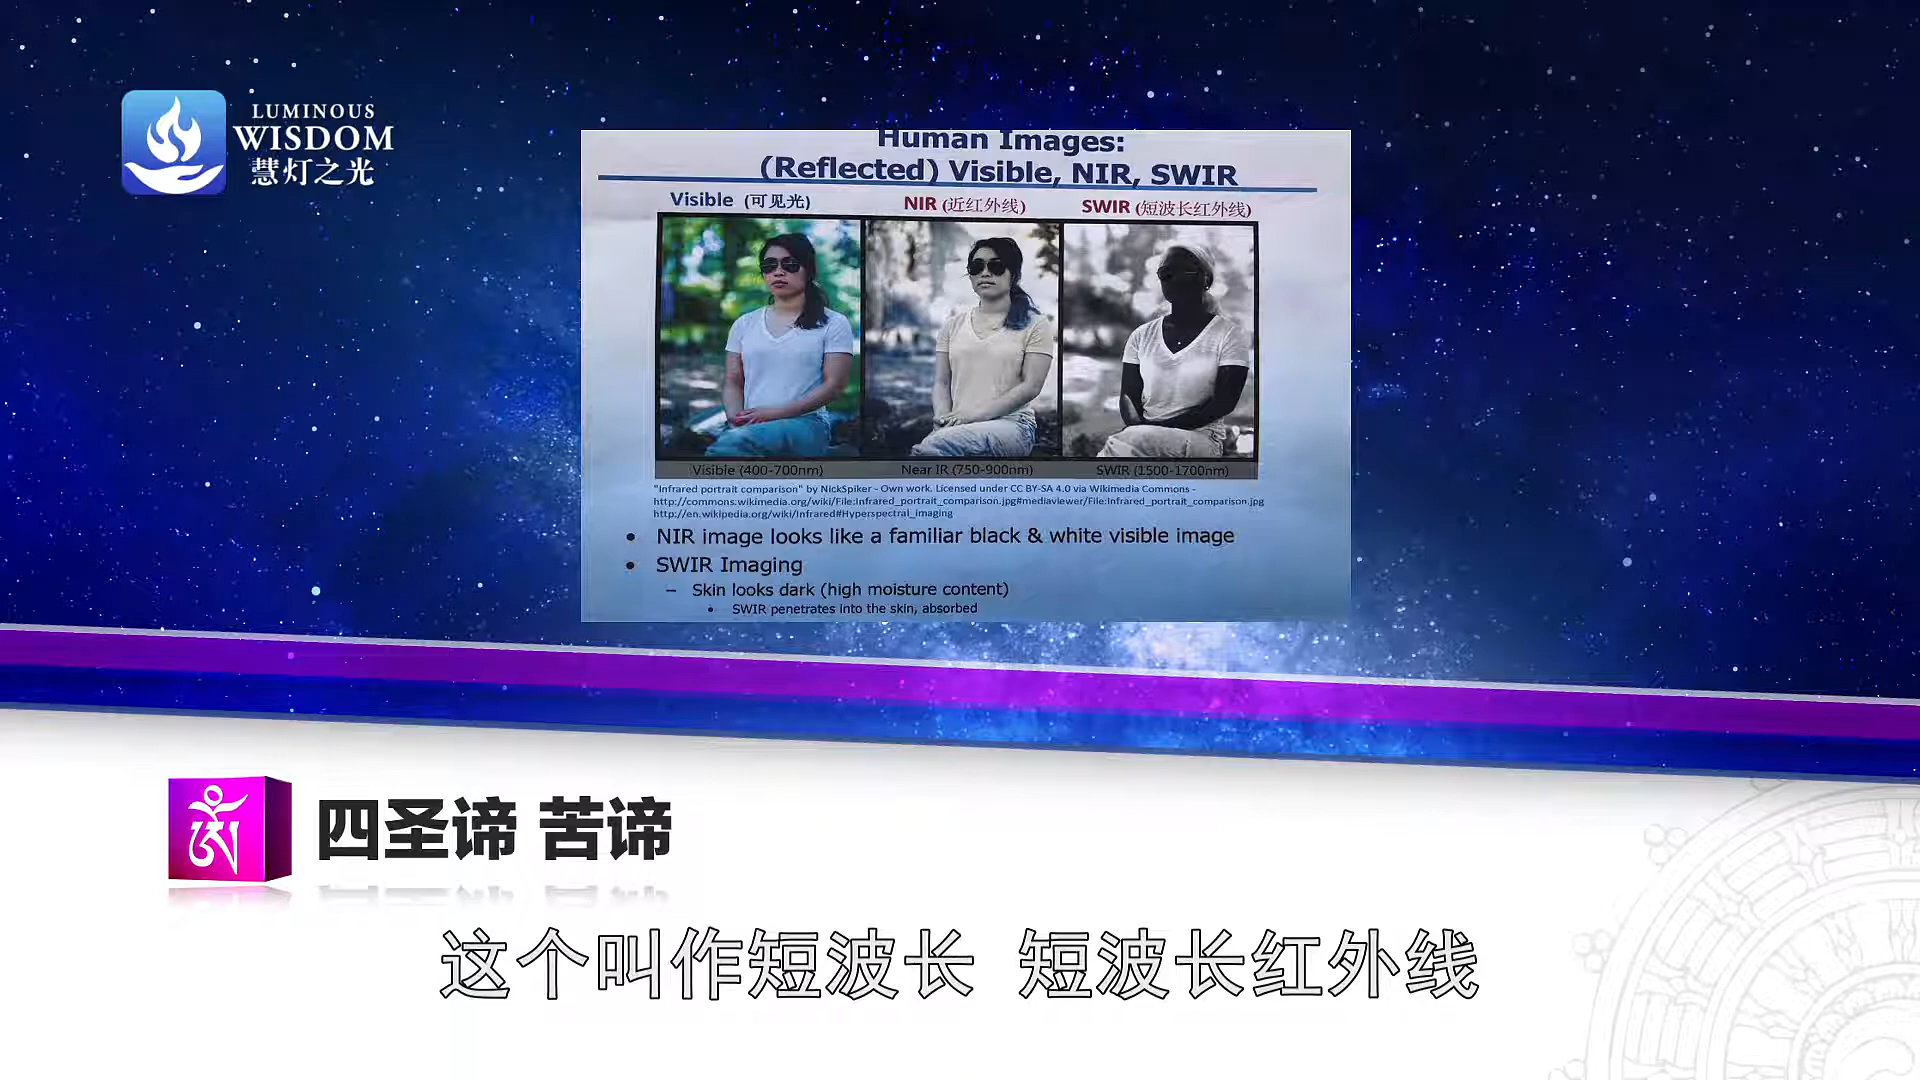 LUMINOUS
WISDOM
慧灯之光
Human Images:
(Reflected) Visible, NIR, SWIR
Visible (可见光)
NIR (近红外线)
SWIR (短波长红外线)
Visible (400-700nm)
Near IR (750-900nm)
SWIR (1500-1700nm)
"Infrared portrait comparison" by NickSpiker - Own work. Licensed under CC BY-SA 4.0 via Wikimedia Commons -
http://commons.wikimedia.org/wiki/File:Infrared_portrait_comparison.jpg#mediaviewer/File:Infrared_portrait_comparison.jpg
http://en.wikipedia.org/wiki/Infrared#Hyperspectral_imaging
• NIR image looks like a familiar black & white visible image
• SWIR Imaging
– Skin looks dark (high moisture content)
• SWIR penetrates into the skin, absorbed
ༀ
四圣谛 苦谛
这个叫作短波长 短波长红外线